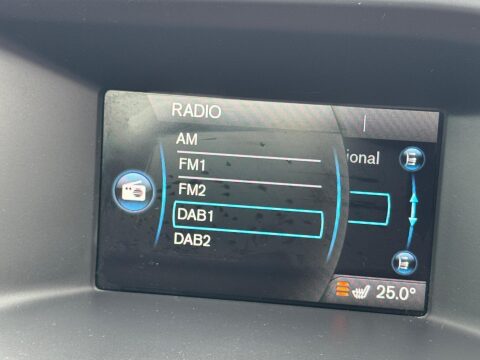 RADIO
AM
FM1
ional
FM2
DAB1
DAB2
25.0°